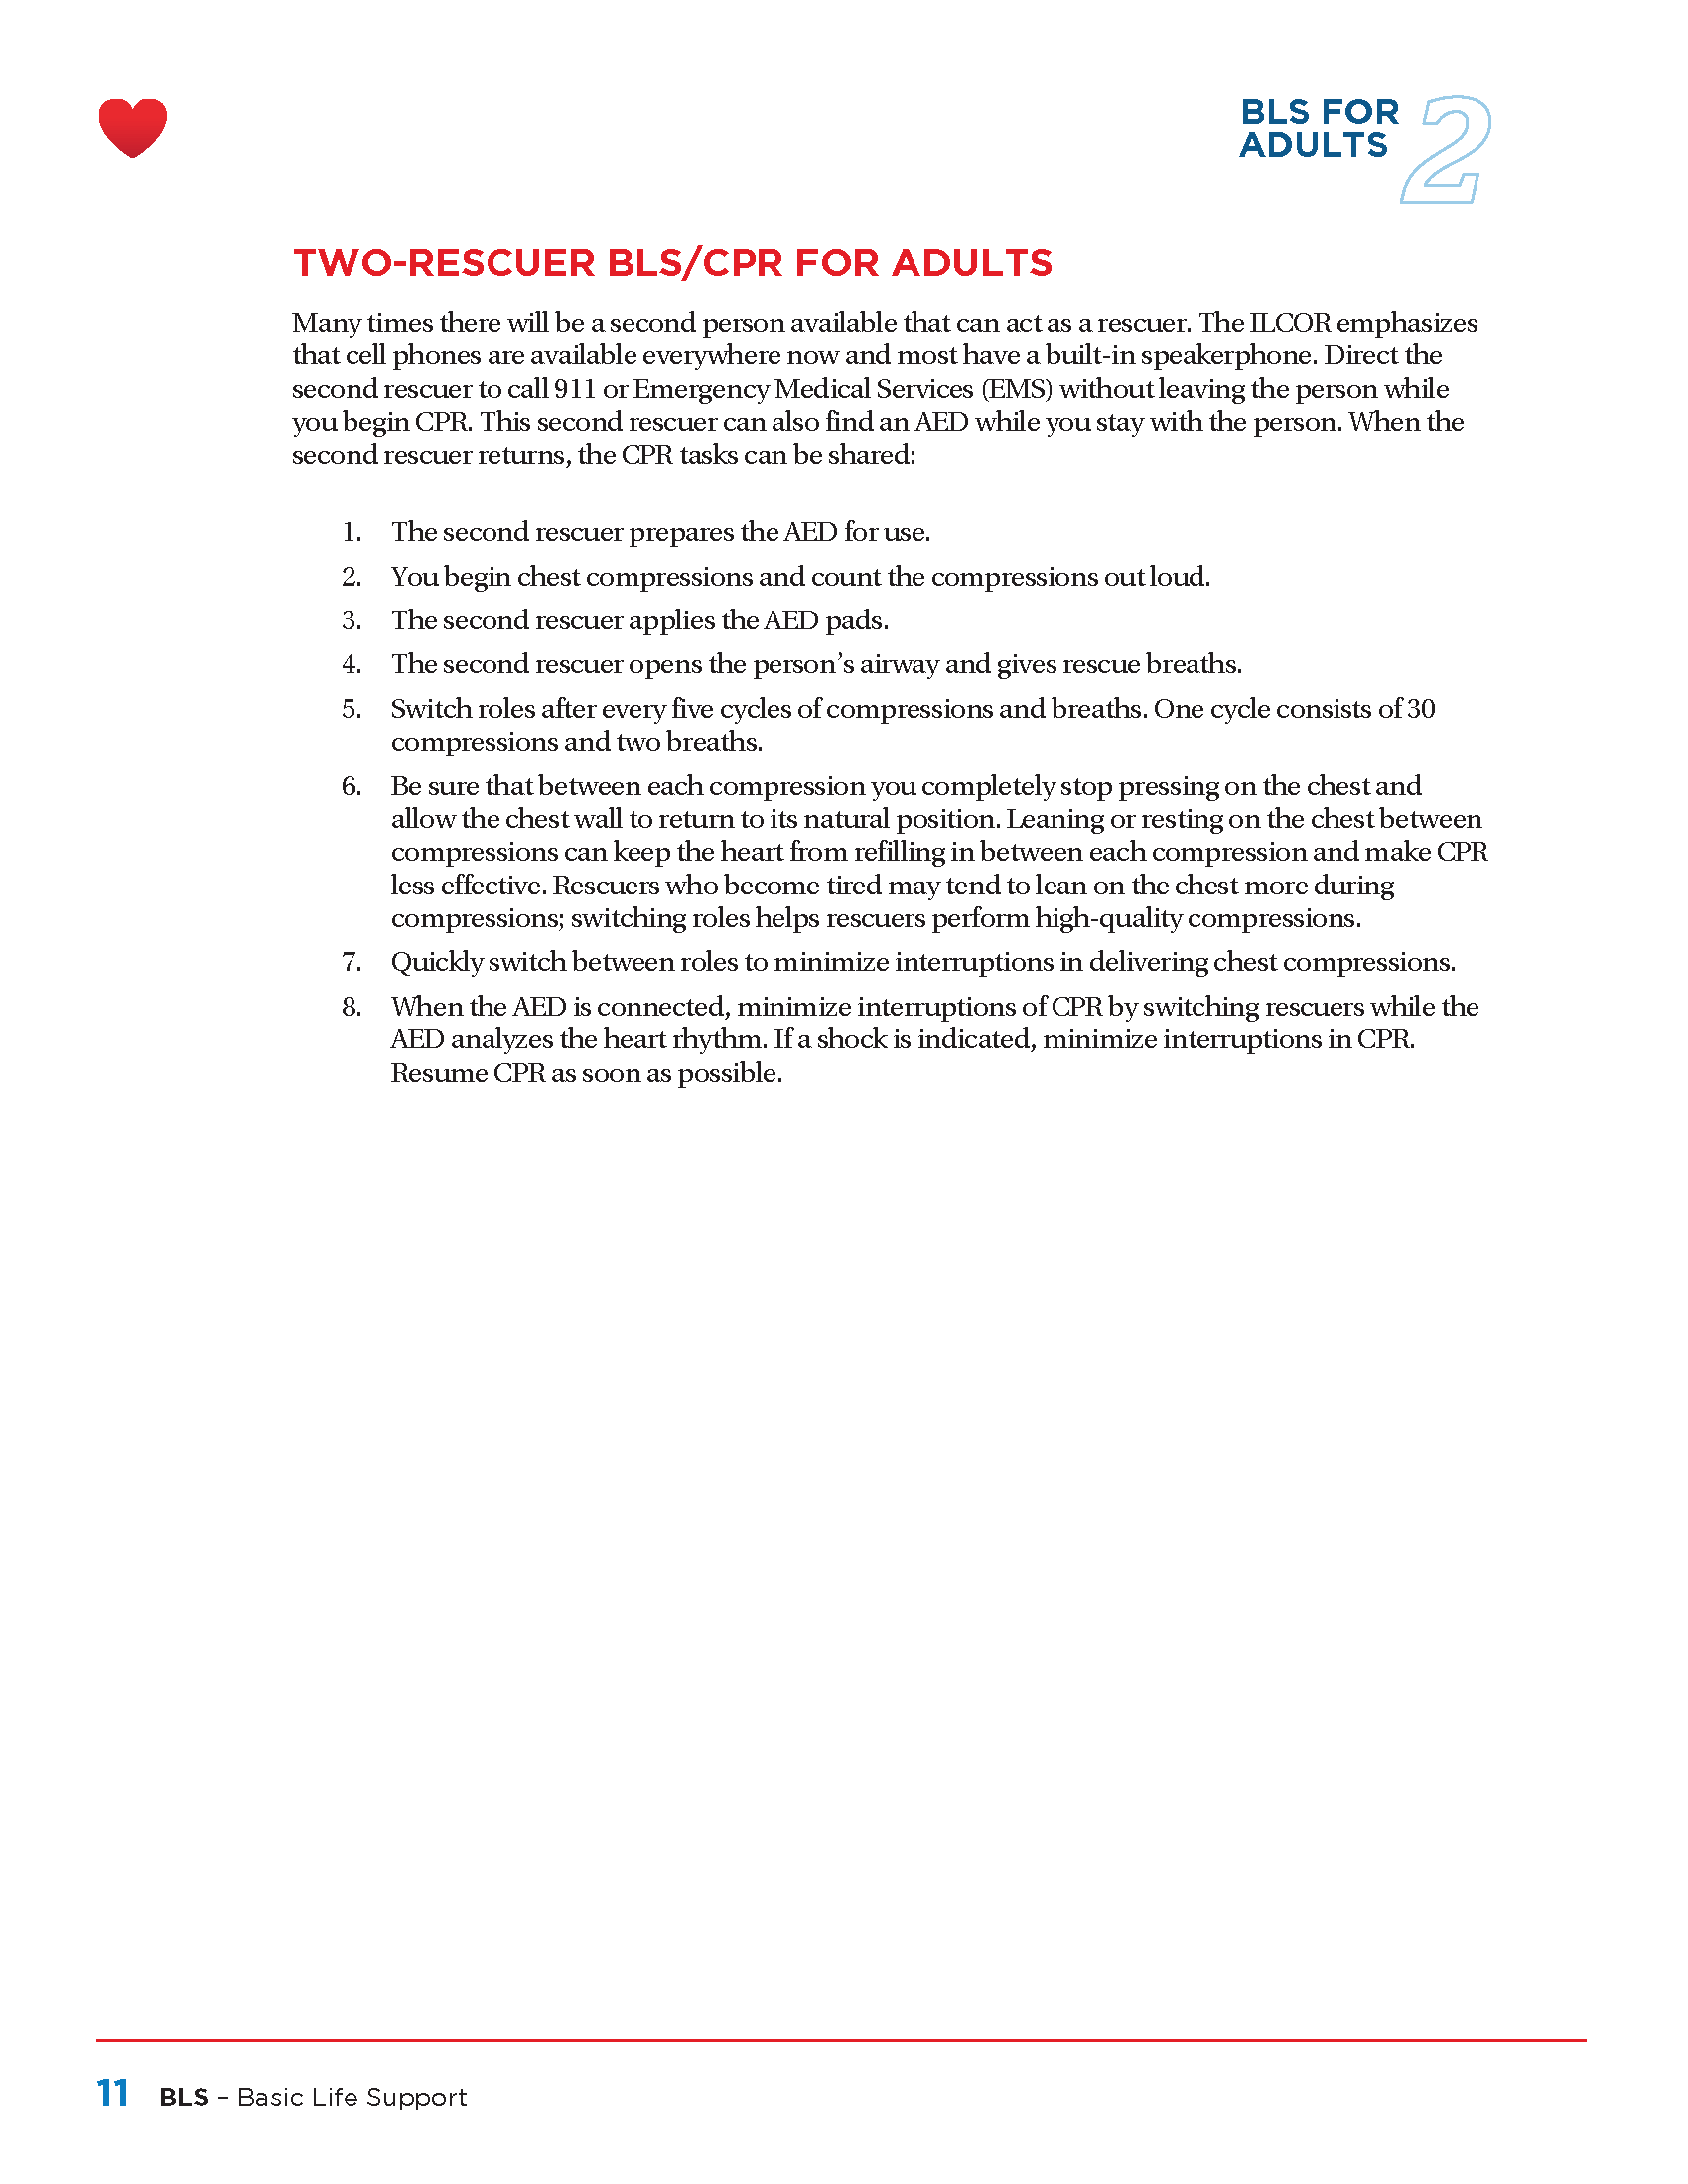 BLS FOR
ADULTS
2
TWO-RESCUER BLS/CPR FOR ADULTS
Many times there will be a second person available that can act as a rescuer. The ILCOR emphasizes
that cell phones are available everywhere now and most have a built-in speakerphone. Direct the
second rescuer to call 911 or Emergency Medical Services (EMS) without leaving the person while
you begin CPR. This second rescuer can also find an AED while you stay with the person. When the
second rescuer returns, the CPR tasks can be shared:
1. The second rescuer prepares the AED for use.
2. You begin chest compressions and count the compressions out loud.
3. The second rescuer applies the AED pads.
4. The second rescuer opens the person’s airway and gives rescue breaths.
5. Switch roles after every five cycles of compressions and breaths. One cycle consists of 30
compressions and two breaths.
6. Be sure that between each compression you completely stop pressing on the chest and
allow the chest wall to return to its natural position. Leaning or resting on the chest between
compressions can keep the heart from refilling in between each compression and make CPR
less effective. Rescuers who become tired may tend to lean on the chest more during
compressions; switching roles helps rescuers perform high-quality compressions.
7. Quickly switch between roles to minimize interruptions in delivering chest compressions.
8. When the AED is connected, minimize interruptions of CPR by switching rescuers while the
AED analyzes the heart rhythm. If a shock is indicated, minimize interruptions in CPR.
Resume CPR as soon as possible.
11 BLS – Basic Life Support